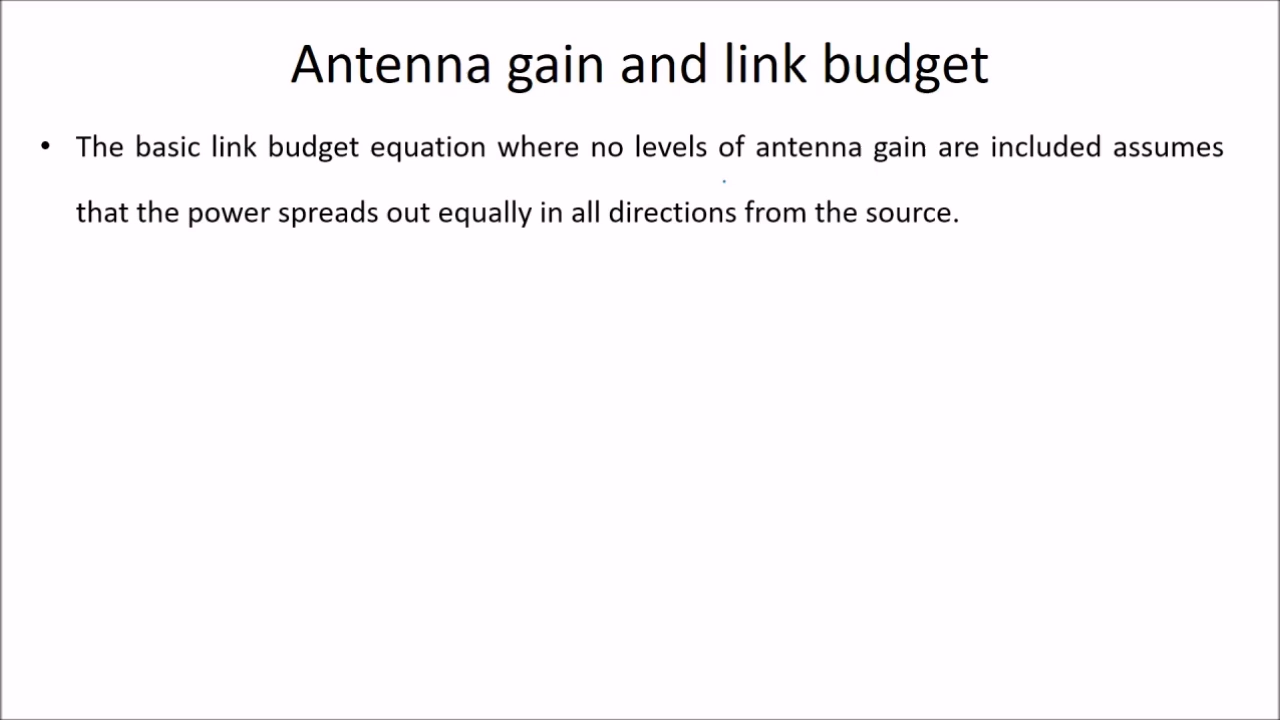 Antenna gain and link budget
• The basic link budget equation where no levels of antenna gain are included assumes
that the power spreads out equally in all directions from the source.